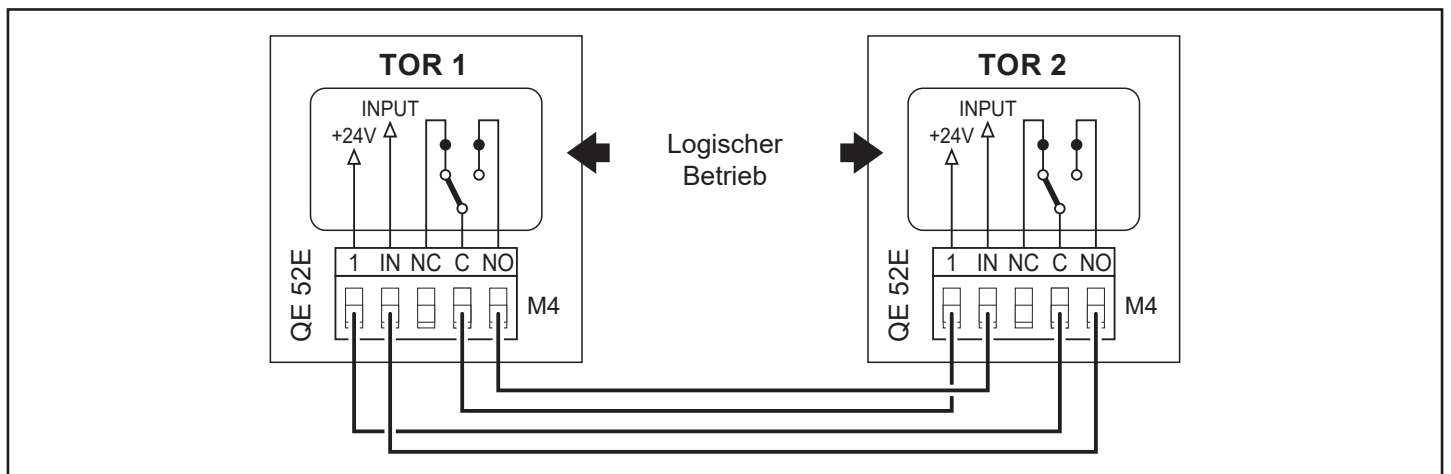 TOR 1
INPUT
+24V
1 IN NC C NO
QE 52E
M4
Logischer
Betrieb
TOR 2
INPUT
+24V
1 IN NC C NO
QE 52E
M4